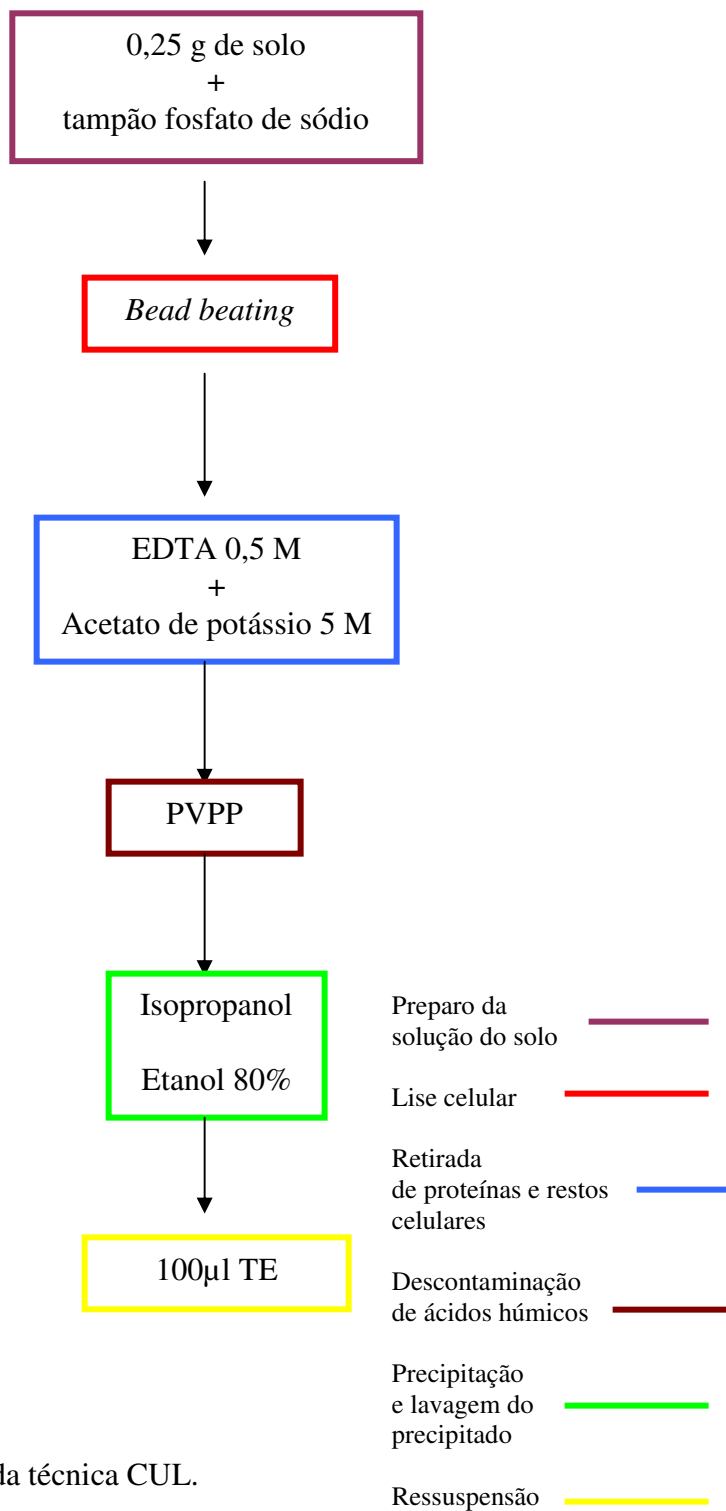 0,25 g de solo
+
tampão fosfato de sódio
Bead beating
EDTA 0,5 M
+
Acetato de potássio 5 M
PVPP
Isopropanol
Etanol 80%
100µl TE
Preparo da
solução do solo
Lise celular
Retirada
de proteínas e restos
celulares
Descontaminação
de ácidos húmicos
Precipitação
e lavagem do
precipitado
Ressuspensão
da técnica CUL.